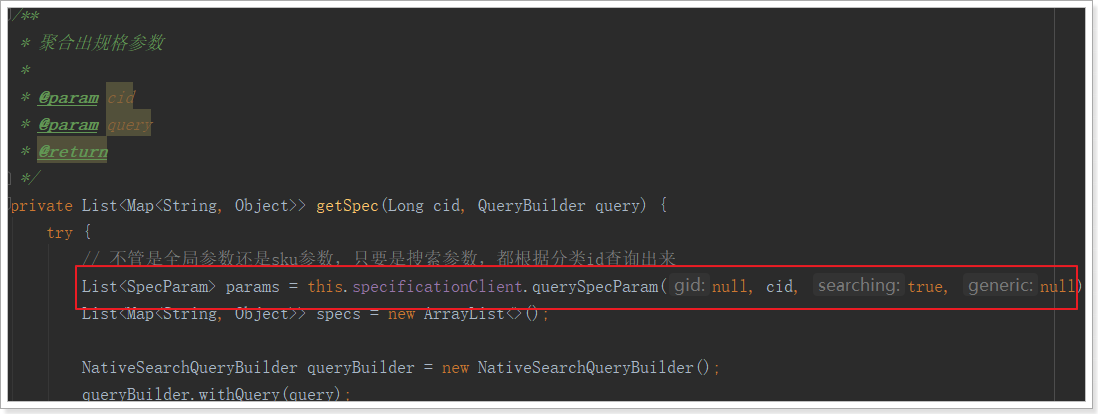 /**
* 聚合出规格参数
*
* @param cid
* @param query
* @return
*/
private List<Map<String, Object>> getSpec(Long cid, QueryBuilder query) {
try {
// 不管是全局参数还是sku参数，只要是搜索参数，都根据分类id查询出来
List<SpecParam> params = this.specificationClient.querySpecParam( gid: null, cid, searching: true, generic: null)
List<Map<String, Object>> specs = new ArrayList<>();
NativeSearchQueryBuilder queryBuilder = new NativeSearchQueryBuilder();
queryBuilder.withQuery(query);